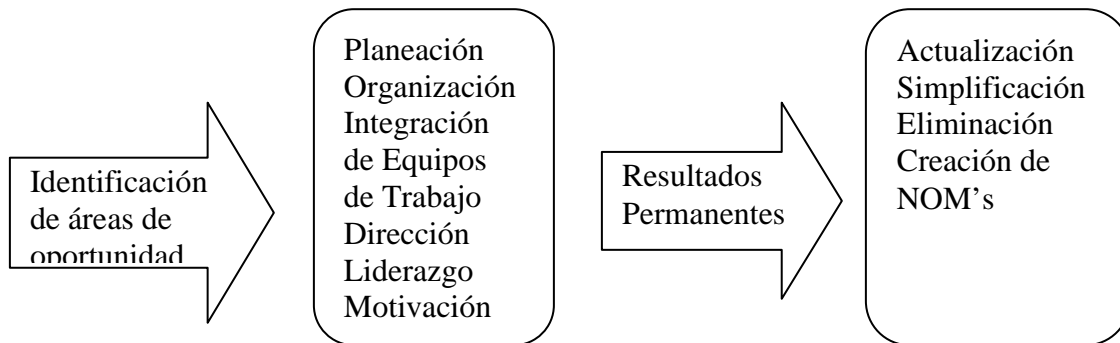 Identificación
de áreas de
oportunidad
Planeación
Organización
Integración
de Equipos
de Trabajo
Dirección
Liderazgo
Motivación
Resultados
Permanentes
Actualización
Simplificación
Eliminación
Creación de
NOM’s